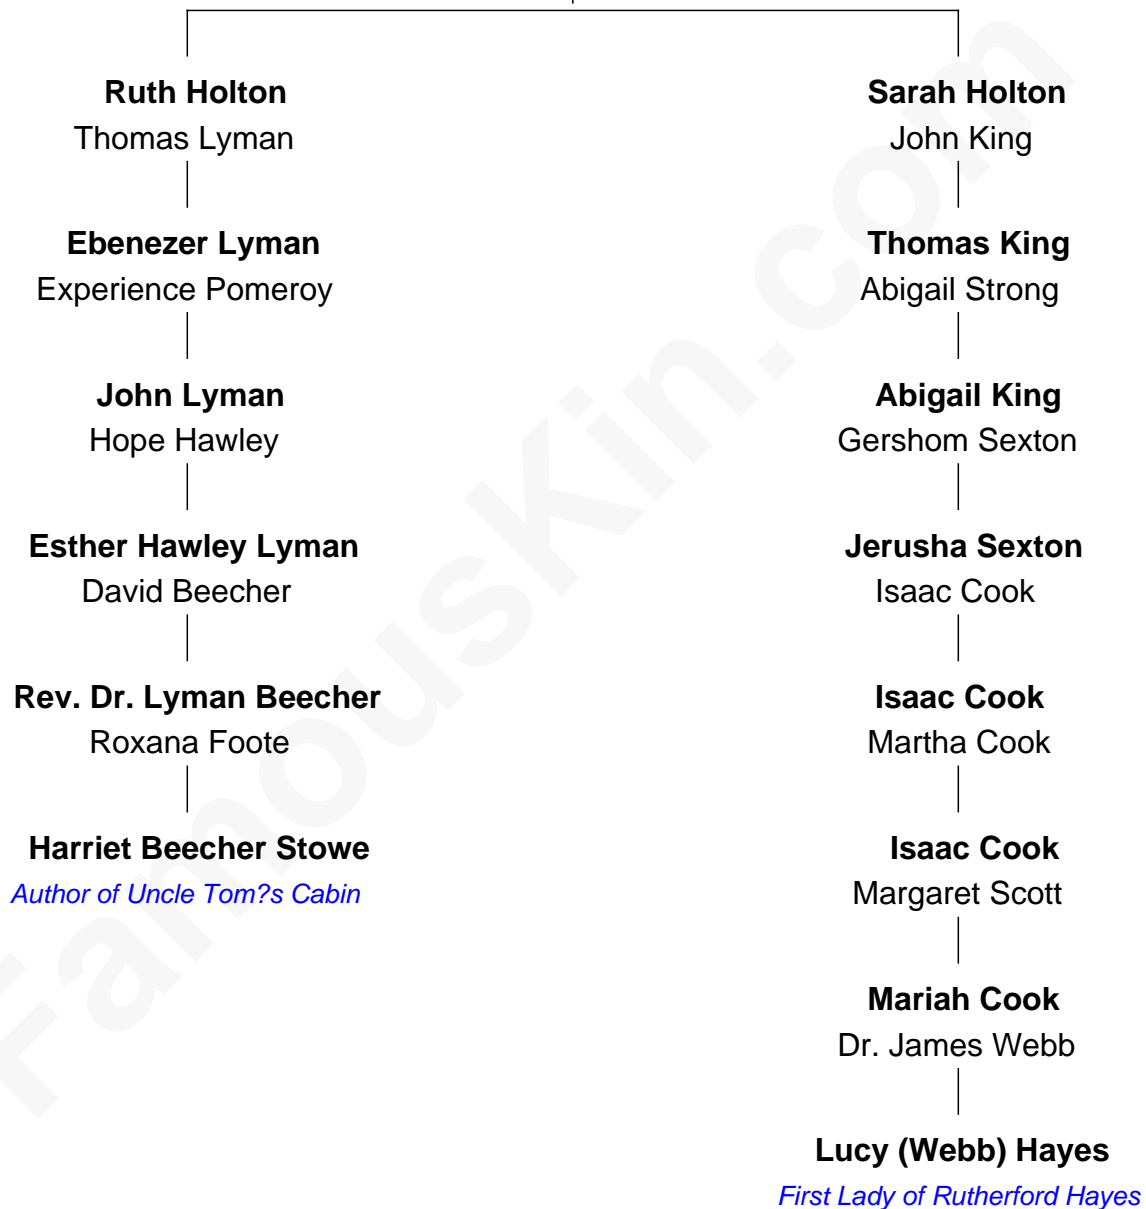 Ruth Holton
Thomas Lyman
Ebenezer Lyman
Experience Pomeroy
John Lyman
Hope Hawley
Esther Hawley Lyman
David Beecher
Rev. Dr. Lyman Beecher
Roxana Foote
Harriet Beecher Stowe
Author of Uncle Tom?s Cabin
Sarah Holton
John King
Thomas King
Abigail Strong
Abigail King
Gershom Sexton
Jerusha Sexton
Isaac Cook
Isaac Cook
Martha Cook
Isaac Cook
Margaret Scott
Mariah Cook
Dr. James Webb
Lucy (Webb) Hayes
First Lady of Rutherford Hayes
FamousKin.com